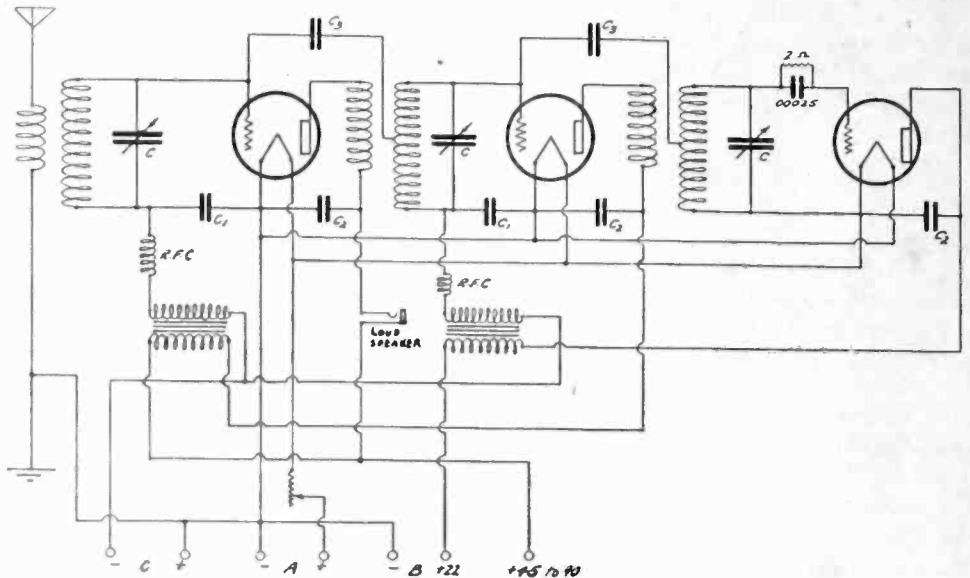 C3
C3
2 Ω
00025
C
C
C
C1
C2
C1
C2
C2
R.F.C
R.F.C
LOUD
SPEAKER
- C + - A + - B +22 +45 to 90